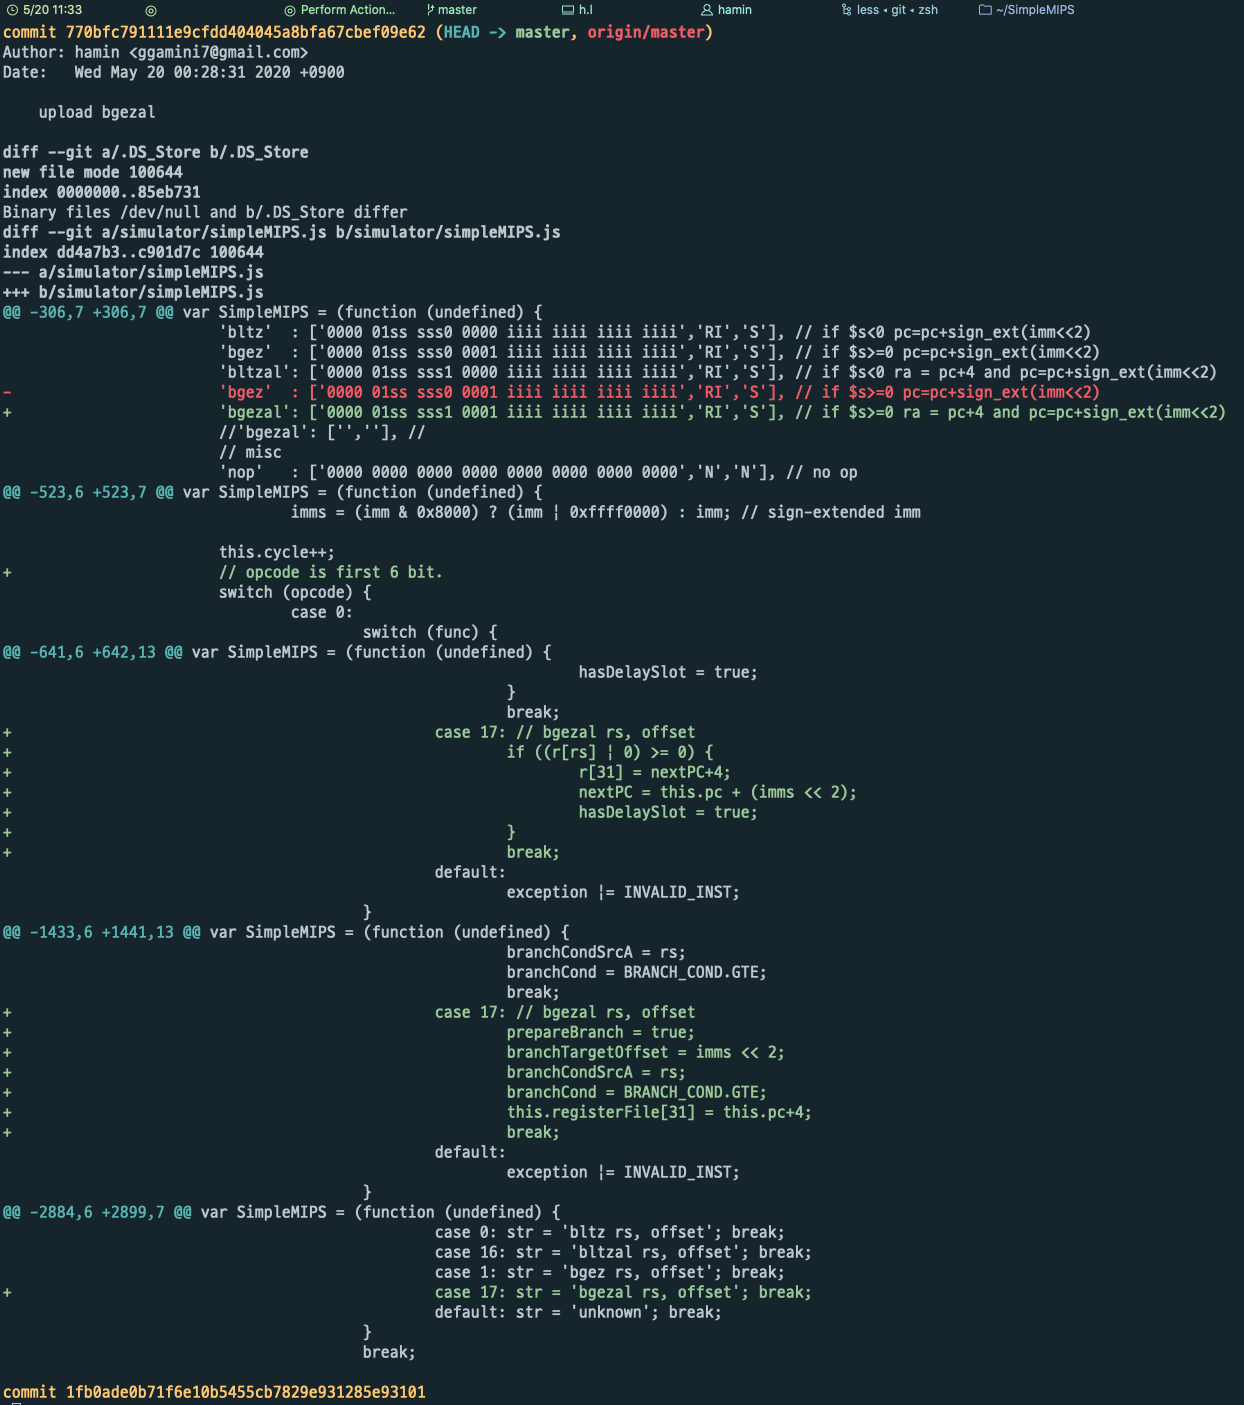 5/20 11:33 Perform Action... master h.l hamin less ◂ git ◂ zsh ~/SimpleMIPS
commit 770bfc791111e9cfdd404045a8bfa67cbef09e62 (HEAD -> master, origin/master)
Author: hamin <ggamini7@gmail.com>
Date:   Wed May 20 00:28:31 2020 +0900
    upload bgezal
diff --git a/.DS_Store b/.DS_Store
new file mode 100644
index 0000000..85eb731
Binary files /dev/null and b/.DS_Store differ
diff --git a/simulator/simpleMIPS.js b/simulator/simpleMIPS.js
index dd4a7b3..c901d7c 100644
--- a/simulator/simpleMIPS.js
+++ b/simulator/simpleMIPS.js
@@ -306,7 +306,7 @@ var SimpleMIPS = (function (undefined) {
                        'bltz'  : ['0000 01ss sss0 0000 iiii iiii iiii iiii','RI','S'], // if $s<0 pc=pc+sign_ext(imm<<2)
                        'bgez'  : ['0000 01ss sss0 0001 iiii iiii iiii iiii','RI','S'], // if $s>=0 pc=pc+sign_ext(imm<<2)
                        'bltzal': ['0000 01ss sss1 0000 iiii iiii iiii iiii','RI','S'], // if $s<0 ra = pc+4 and pc=pc+sign_ext(imm<<2)
-                       'bgez'  : ['0000 01ss sss0 0001 iiii iiii iiii iiii','RI','S'], // if $s>=0 pc=pc+sign_ext(imm<<2)
+                       'bgezal': ['0000 01ss sss1 0001 iiii iiii iiii iiii','RI','S'], // if $s>=0 ra = pc+4 and pc=pc+sign_ext(imm<<2)
                        //'bgezal': ['',''], //
                        // misc
                        'nop'   : ['0000 0000 0000 0000 0000 0000 0000 0000','N','N'], // no op
@@ -523,6 +523,7 @@ var SimpleMIPS = (function (undefined) {
                                imms = (imm & 0x8000) ? (imm | 0xffff0000) : imm; // sign-extended imm
                        this.cycle++;
+                       // opcode is first 6 bit.
                        switch (opcode) {
                                case 0:
                                        switch (func) {
@@ -641,6 +642,13 @@ var SimpleMIPS = (function (undefined) {
                                                                hasDelaySlot = true;
                                                        }
                                                        break;
+                                               case 17: // bgezal rs, offset
+                                                       if ((r[rs] | 0) >= 0) {
+                                                               r[31] = nextPC+4;
+                                                               nextPC = this.pc + (imms << 2);
+                                                               hasDelaySlot = true;
+                                                       }
+                                                       break;
                                                default:
                                                        exception |= INVALID_INST;
                                        }
@@ -1433,6 +1441,13 @@ var SimpleMIPS = (function (undefined) {
                                                        branchCondSrcA = rs;
                                                        branchCond = BRANCH_COND.GTE;
                                                        break;
+                                               case 17: // bgezal rs, offset
+                                                       prepareBranch = true;
+                                                       branchTargetOffset = imms << 2;
+                                                       branchCondSrcA = rs;
+                                                       branchCond = BRANCH_COND.GTE;
+                                                       this.registerFile[31] = this.pc+4;
+                                                       break;
                                                default:
                                                        exception |= INVALID_INST;
                                        }
@@ -2884,6 +2899,7 @@ var SimpleMIPS = (function (undefined) {
                                                case 0: str = 'bltz rs, offset'; break;
                                                case 16: str = 'bltzal rs, offset'; break;
                                                case 1: str = 'bgez rs, offset'; break;
+                                               case 17: str = 'bgezal rs, offset'; break;
                                                default: str = 'unknown'; break;
                                        }
                                        break;
commit 1fb0ade0b71f6e10b5455cb7829e931285e93101